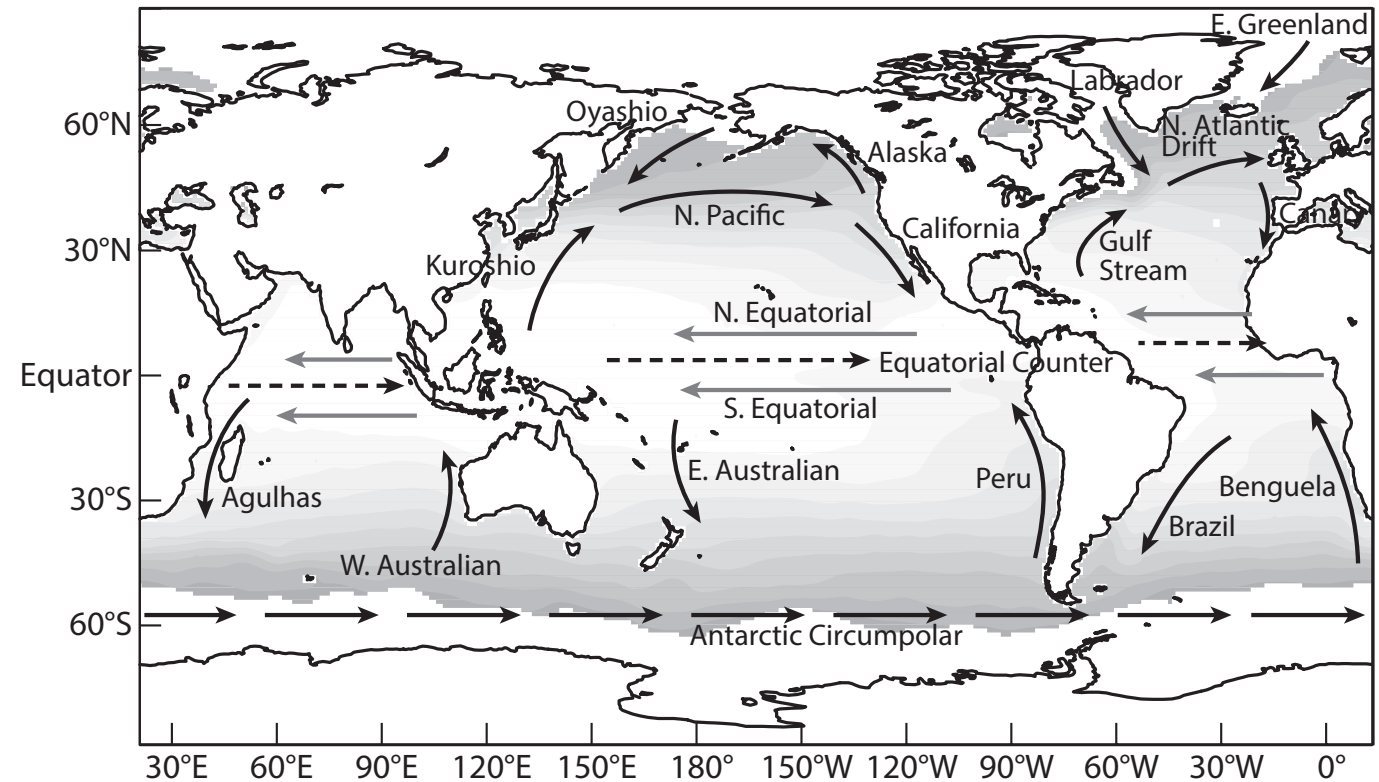 E. Greenland
Labrador
60°N
Oyashio
N. Atlantic
Drift
Alaska
N. Pacific
California
30°N
Kuroshio
Gulf
Stream
N. Equatorial
Equator
Equatorial Counter
S. Equatorial
E. Australian
Peru
30°S
Agulhas
Benguela
Brazil
W. Australian
60°S
Antarctic Circumpolar
30°E 60°E 90°E 120°E 150°E 180° 150°W 120°W 90°W 60°W 30°W 0°